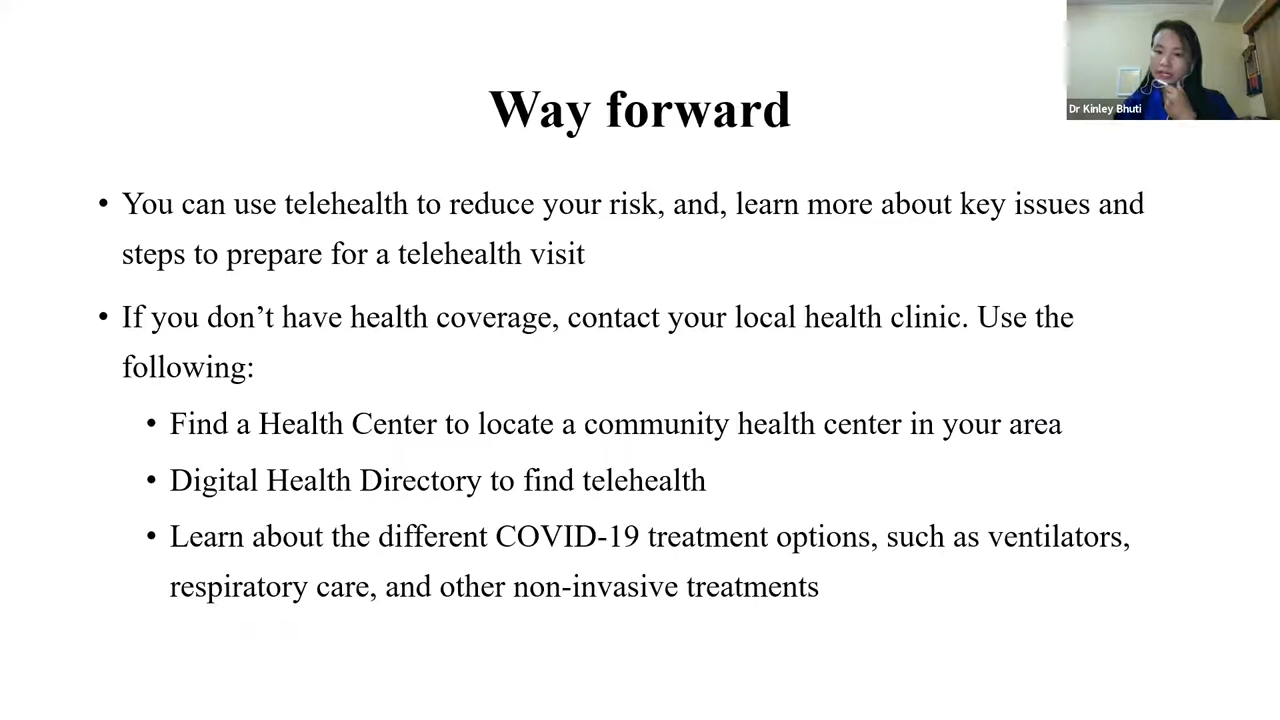 Way forward
Dr Kinley Bhuti
• You can use telehealth to reduce your risk, and, learn more about key issues and
steps to prepare for a telehealth visit
• If you don’t have health coverage, contact your local health clinic. Use the
following:
• Find a Health Center to locate a community health center in your area
• Digital Health Directory to find telehealth
• Learn about the different COVID-19 treatment options, such as ventilators,
respiratory care, and other non-invasive treatments